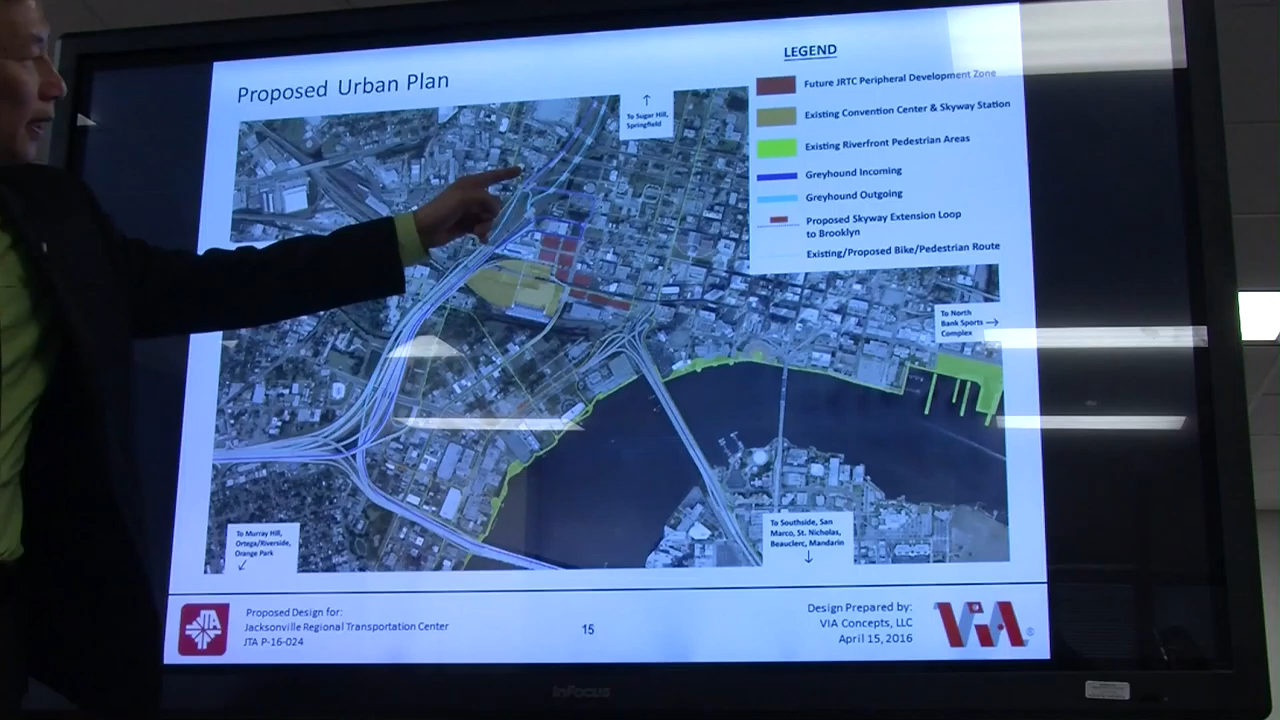 Proposed Urban Plan
LEGEND
Future JRTC Peripheral Development Zone
Existing Convention Center & Skyway Station
Existing Riverfront Pedestrian Areas
Greyhound Incoming
Greyhound Outgoing
Proposed Skyway Extension Loop
to Brooklyn
Existing/Proposed Bike/Pedestrian Route
To Sugar Hill,
Springfield
To North
Bank Sports
Complex
To Murray Hill,
Ortega/Riverside,
Orange Park
To Southside, San
Marco, St. Nicholas,
Beauclerc, Mandarin
JTA
Proposed Design for:
Jacksonville Regional Transportation Center
JTA P-16-024
15
Design Prepared by:
VIA Concepts, LLC
April 15, 2016
ViA®
InFocus